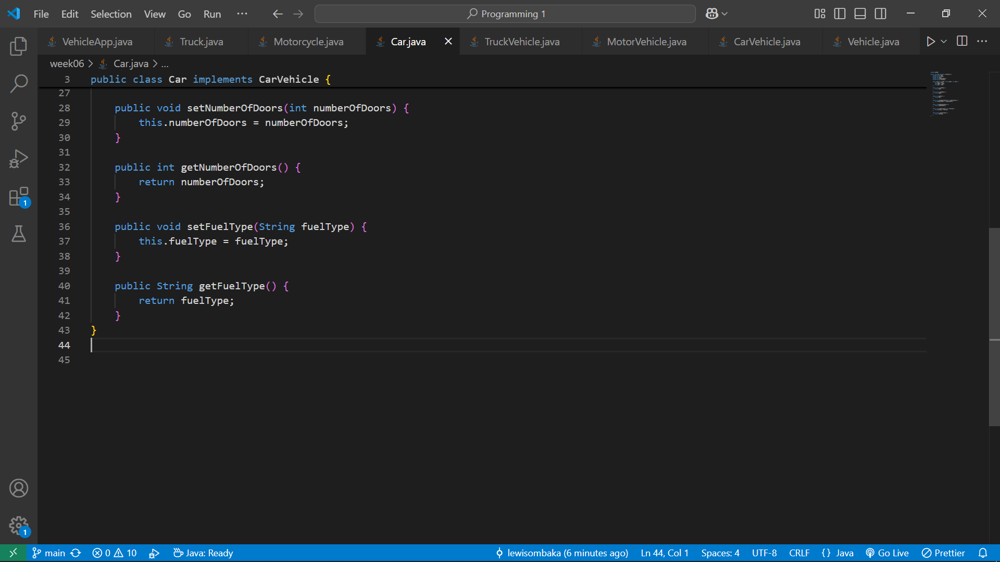 File Edit Selection View Go Run ··· Programming 1
VehicleApp.java Truck.java Motorcycle.java Car.java TruckVehicle.java MotorVehicle.java CarVehicle.java Vehicle.java
week06 > Car.java > ...
3 public class Car implements CarVehicle {
27
28 public void setNumberOfDoors(int numberOfDoors) {
29 this.numberOfDoors = numberOfDoors;
30 }
31
32 public int getNumberOfDoors() {
33 return numberOfDoors;
34 }
35
36 public void setFuelType(String fuelType) {
37 this.fuelType = fuelType;
38 }
39
40 public String getFuelType() {
41 return fuelType;
42 }
43 }
44
45
1
1
main 0 10 Java: Ready lewisombaka (6 minutes ago) Ln 44, Col 1 Spaces: 4 UTF-8 CRLF {} Java Go Live Prettier